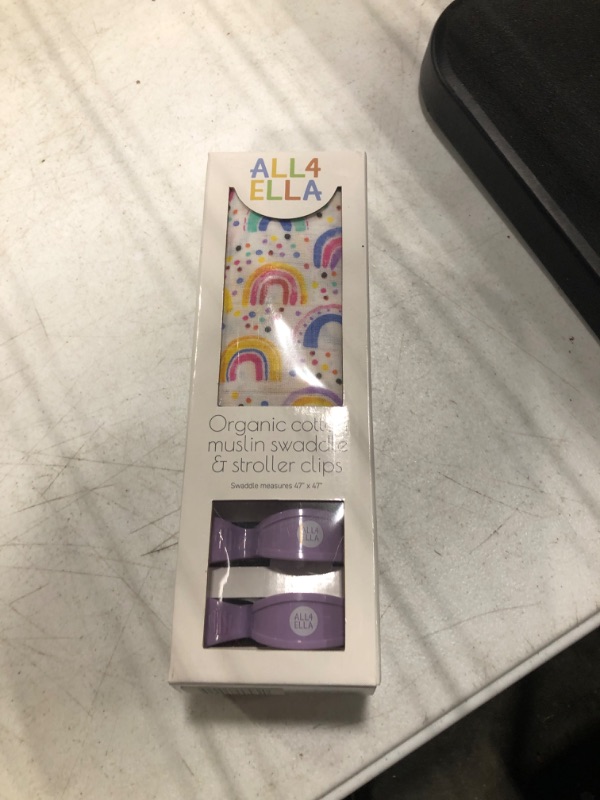 ALL4
ELLA
Organic cotton
muslin swaddle
& stroller clips
Swaddle measures 47" x 47"
ALL4
ELLA
ALL4
ELLA